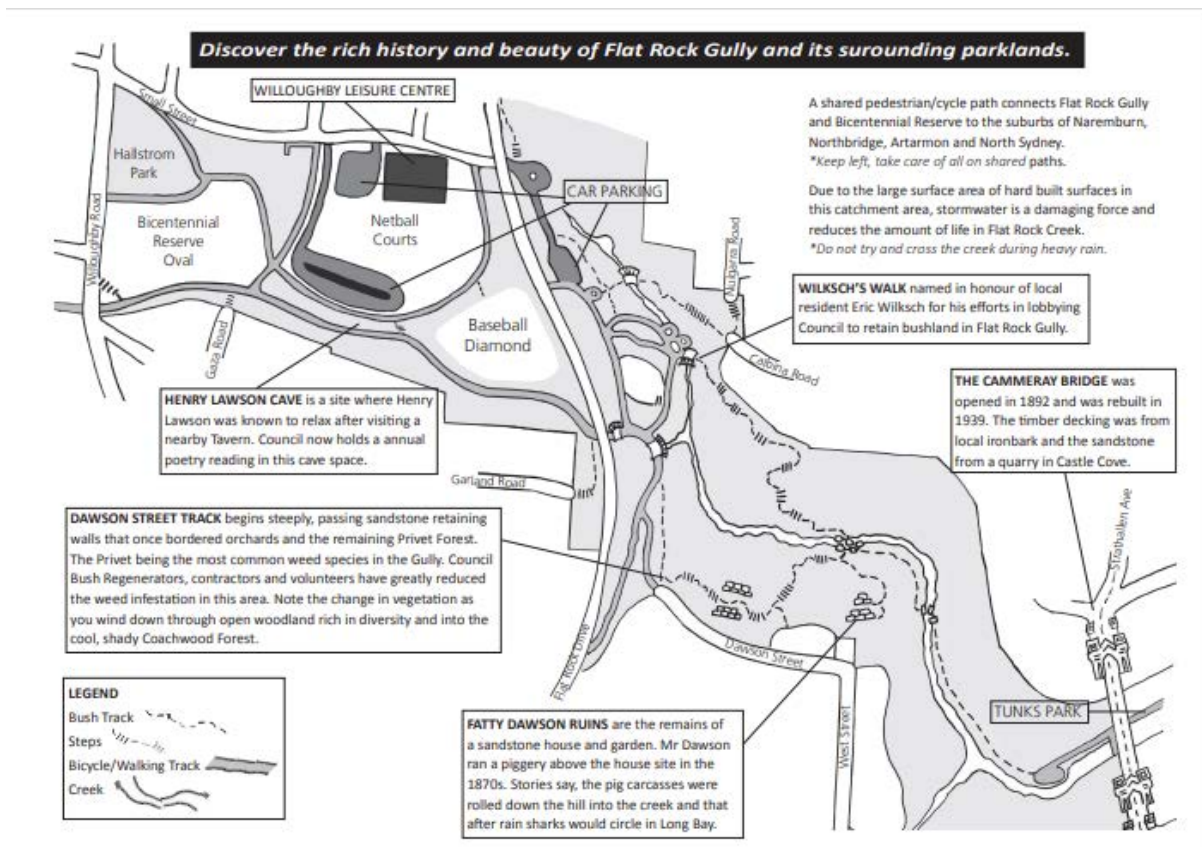 Discover the rich history and beauty of Flat Rock Gully and its surounding parklands.
WILLOUGHBY LEISURE CENTRE
Small Street
Hallstrom
Park
Willoughby Road
Bicentennial
Reserve
Oval
Netball
Courts
CAR PARKING
A shared pedestrian/cycle path connects Flat Rock Gully
and Bicentennial Reserve to the suburbs of Naremburn,
Northbridge, Artarmon and North Sydney.
*Keep left, take care of all on shared paths.
Due to the large surface area of hard built surfaces in
this catchment area, stormwater is a damaging force and
reduces the amount of life in Flat Rock Creek.
*Do not try and cross the creek during heavy rain.
Nulgarra Road
WILKSCH'S WALK named in honour of local
resident Eric Wilksch for his efforts in lobbying
Council to retain bushland in Flat Rock Gully.
Gaza Road
Baseball
Diamond
Calbina Road
HENRY LAWSON CAVE is a site where Henry
Lawson was known to relax after visiting a
nearby Tavern. Council now holds a annual
poetry reading in this cave space.
THE CAMMERAY BRIDGE was
opened in 1892 and was rebuilt in
1939. The timber decking was from
local ironbark and the sandstone
from a quarry in Castle Cove.
Garland Road
Strathallen Ave
DAWSON STREET TRACK begins steeply, passing sandstone retaining
walls that once bordered orchards and the remaining Privet Forest.
The Privet being the most common weed species in the Gully. Council
Bush Regenerators, contractors and volunteers have greatly reduced
the weed infestation in this area. Note the change in vegetation as
you wind down through open woodland rich in diversity and into the
cool, shady Coachwood Forest.
Flat Rock Drive
Dawson Street
West Street
TUNKS PARK
LEGEND
Bush Track
Steps
Bicycle/Walking Track
Creek
FATTY DAWSON RUINS are the remains of
a sandstone house and garden. Mr Dawson
ran a piggery above the house site in the
1870s. Stories say, the pig carcasses were
rolled down the hill into the creek and that
after rain sharks would circle in Long Bay.